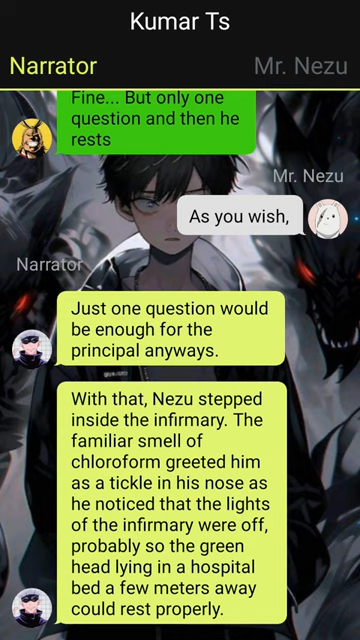 Kumar Ts
Narrator
Mr. Nezu
Fine... But only one
question and then he
rests
Mr. Nezu
As you wish,
Narrator
Just one question would
be enough for the
principal anyways.
With that, Nezu stepped
inside the infirmary. The
familiar smell of
chloroform greeted him
as a tickle in his nose as
he noticed that the lights
of the infirmary were off,
probably so the green
head lying in a hospital
bed a few meters away
could rest properly.